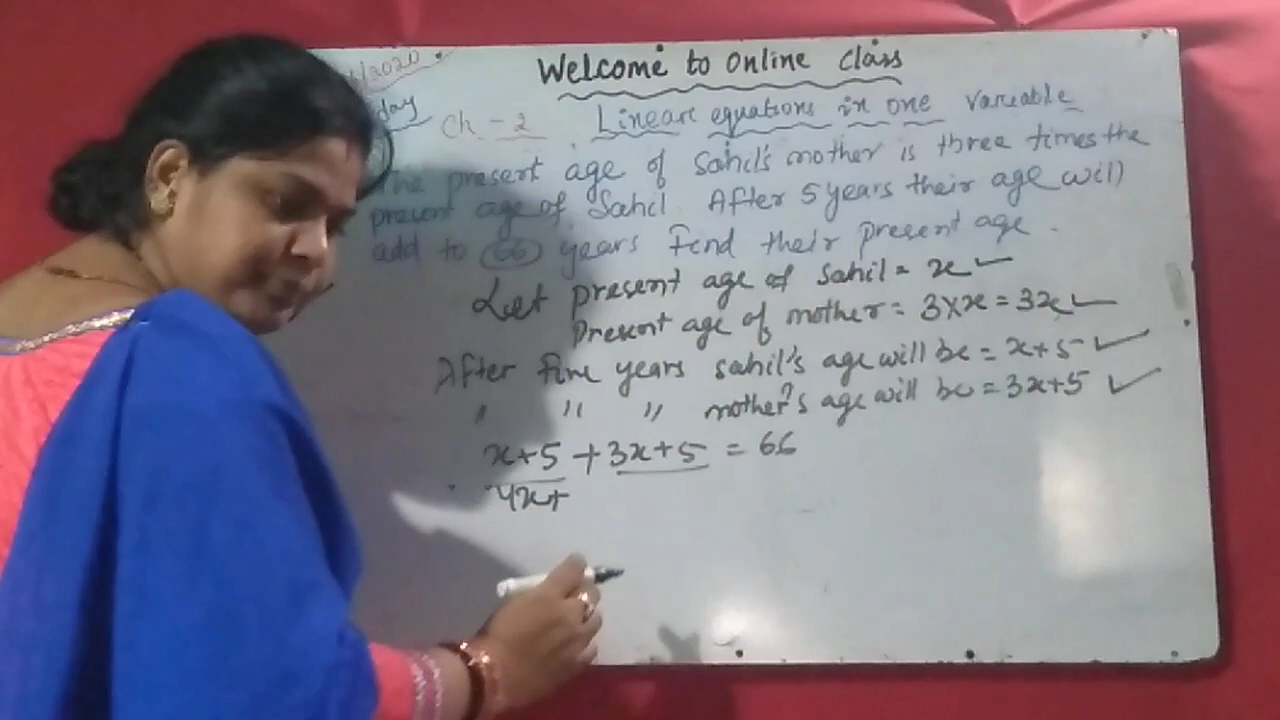 /2020
Welcome to Online Class
day
Ch - 2 Linear equations in one variable
The present age of Sahil's mother is three times the
present age of Sahil. After 5 years their age will
add to 66 years Find their present age.
Let present age of Sahil = x
Present age of mother = 3×x = 3x
After five years sahil's age will be = x+5
" " " mother's age will be = 3x+5
x+5 + 3x+5 = 66
4x+